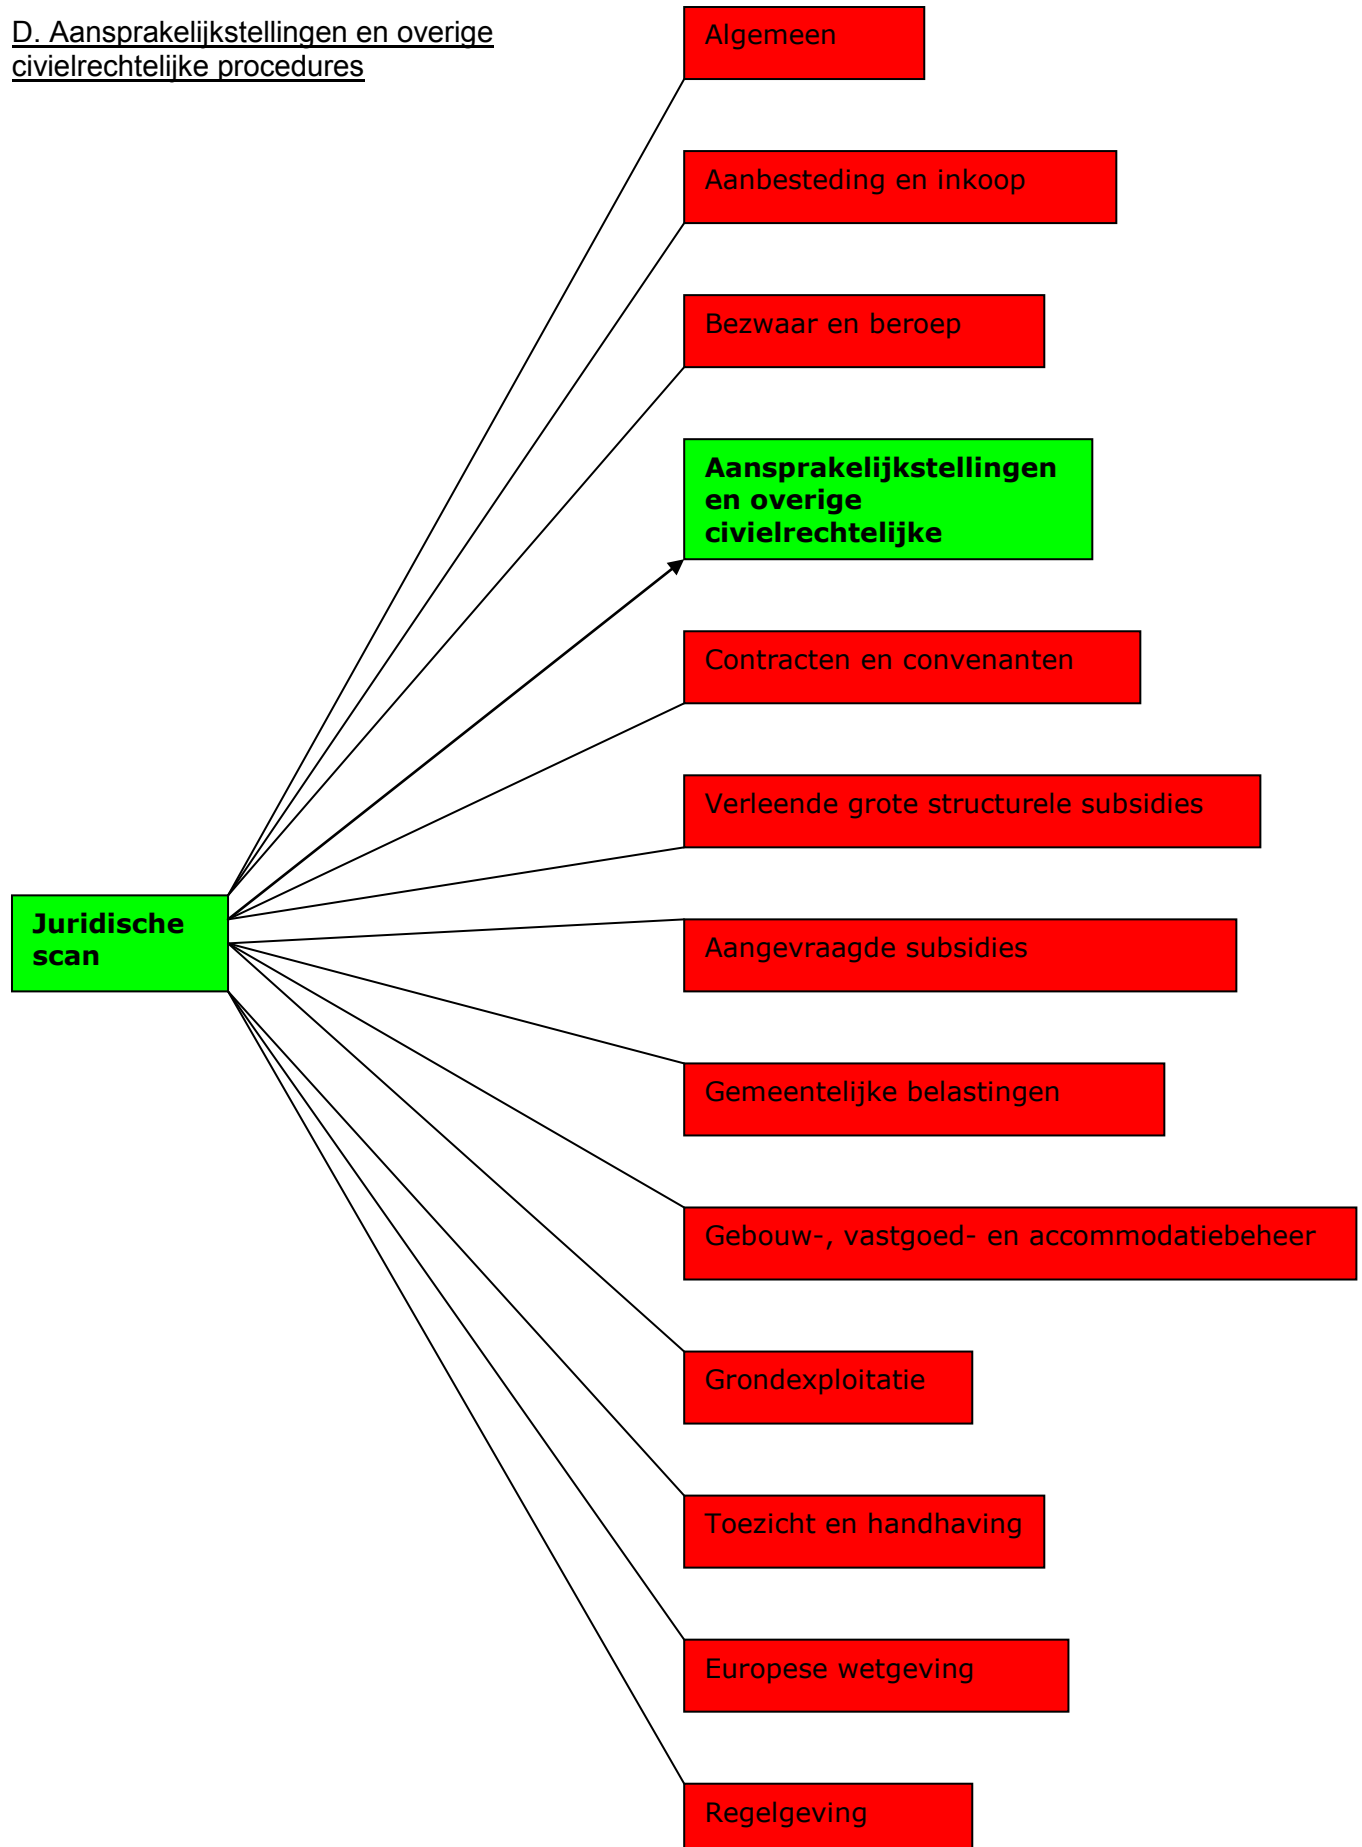 D. Aansprakelijkstellingen en overige
civielrechtelijke procedures
Algemeen
Aanbesteding en inkoop
Bezwaar en beroep
Aansprakelijkstellingen
en overige
civielrechtelijke
Contracten en convenanten
Verleende grote structurele subsidies
Juridische
scan
Aangevraagde subsidies
Gemeentelijke belastingen
Gebouw-, vastgoed- en accommodatiebeheer
Grondexploitatie
Toezicht en handhaving
Europese wetgeving
Regelgeving